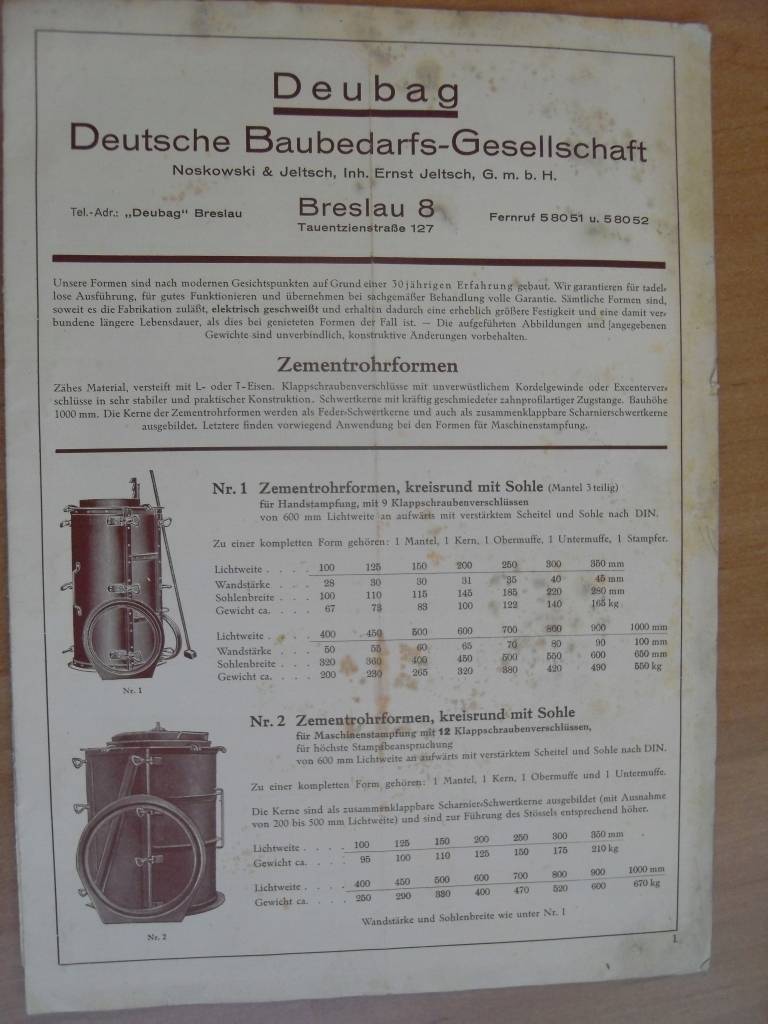 Deubag
Deutsche Baubedarfs-Gesellschaft
Noskowski & Jeltsch, Inh. Ernst Jeltsch, G. m. b. H.
Tel.-Adr.: „Deubag" Breslau
Breslau 8
Tauentzienstraße 127
Fernruf 58051 u. 58052
Unsere Formen sind nach modernen Gesichtspunkten auf Grund einer 30jährigen Erfahrung gebaut. Wir garantieren für tadel-
lose Ausführung, für gutes Funktionieren und übernehmen bei sachgemäßer Behandlung volle Garantie. Sämtliche Formen sind,
soweit es die Fabrikation zuläßt, elektrisch geschweißt und erhalten dadurch eine erheblich größere Festigkeit und eine damit ver-
bundene längere Lebensdauer, als dies bei genieteten Formen der Fall ist. — Die aufgeführten Abbildungen und angegebenen
Gewichte sind unverbindlich, konstruktive Änderungen vorbehalten.
Zementrohrformen
Zähes Material, versteift mit L- oder T-Eisen. Klappschraubenverschlüsse mit unverwüstlichem Kordelgewinde oder Excenterver-
schlüsse in sehr stabiler und praktischer Konstruktion. Schwertkerne mit kräftig geschmiedeter zahnprofilartiger Zugstange. Bauhöhe
1000 mm. Die Kerne der Zementrohrformen werden als Feder-Schwertkerne und auch als zusammenklappbare Scharnierschwertkerne
ausgebildet. Letztere finden vorwiegend Anwendung bei den Formen für Maschinenstampfung.
Nr. 1 Zementrohrformen, kreisrund mit Sohle (Mantel 3 teilig)
für Handstampfung, mit 9 Klappschraubenverschlüssen
von 600 mm Lichtweite an aufwärts mit verstärktem Scheitel und Sohle nach DIN.
Zu einer kompletten Form gehören: 1 Mantel, 1 Kern, 1 Obermuffe, 1 Untermuffe, 1 Stampfer.
Lichtweite . . . . 100 125 150 200 250 300 350 mm
Wandstärke . . . 28 30 30 31 35 40 45 mm
Sohlenbreite . . . 100 110 115 145 185 220 280 mm
Gewicht ca. . . . . 67 73 83 100 122 140 165 kg
Lichtweite . . . . 400 450 500 600 700 800 900 1000 mm
Wandstärke . . . 50 55 60 65 70 80 90 100 mm
Sohlenbreite . . . 320 360 400 450 500 550 600 650 mm
Gewicht ca. . . . . 200 230 265 320 380 420 490 550 kg
Nr. 1
Nr. 2 Zementrohrformen, kreisrund mit Sohle
für Maschinenstampfung mit 12 Klappschraubenverschlüssen,
für höchste Stampfbeanspruchung
von 600 mm Lichtweite an aufwärts mit verstärktem Scheitel und Sohle nach DIN.
Zu einer kompletten Form gehören: 1 Mantel, 1 Kern, 1 Obermuffe und 1 Untermuffe.
Die Kerne sind als zusammenklappbare Scharnier-Schwertkerne ausgebildet (mit Ausnahme
von 200 bis 500 mm Lichtweite) und sind zur Führung des Stössels entsprechend höher.
Lichtweite . . . . 100 125 150 200 250 300 350 mm
Gewicht ca. . . . . 95 100 110 125 150 175 210 kg
Lichtweite . . . . 400 450 500 600 700 800 900 1000 mm
Gewicht ca. . . . . 250 290 330 400 470 520 600 670 kg
Wandstärke und Sohlenbreite wie unter Nr. 1
Nr. 2
1